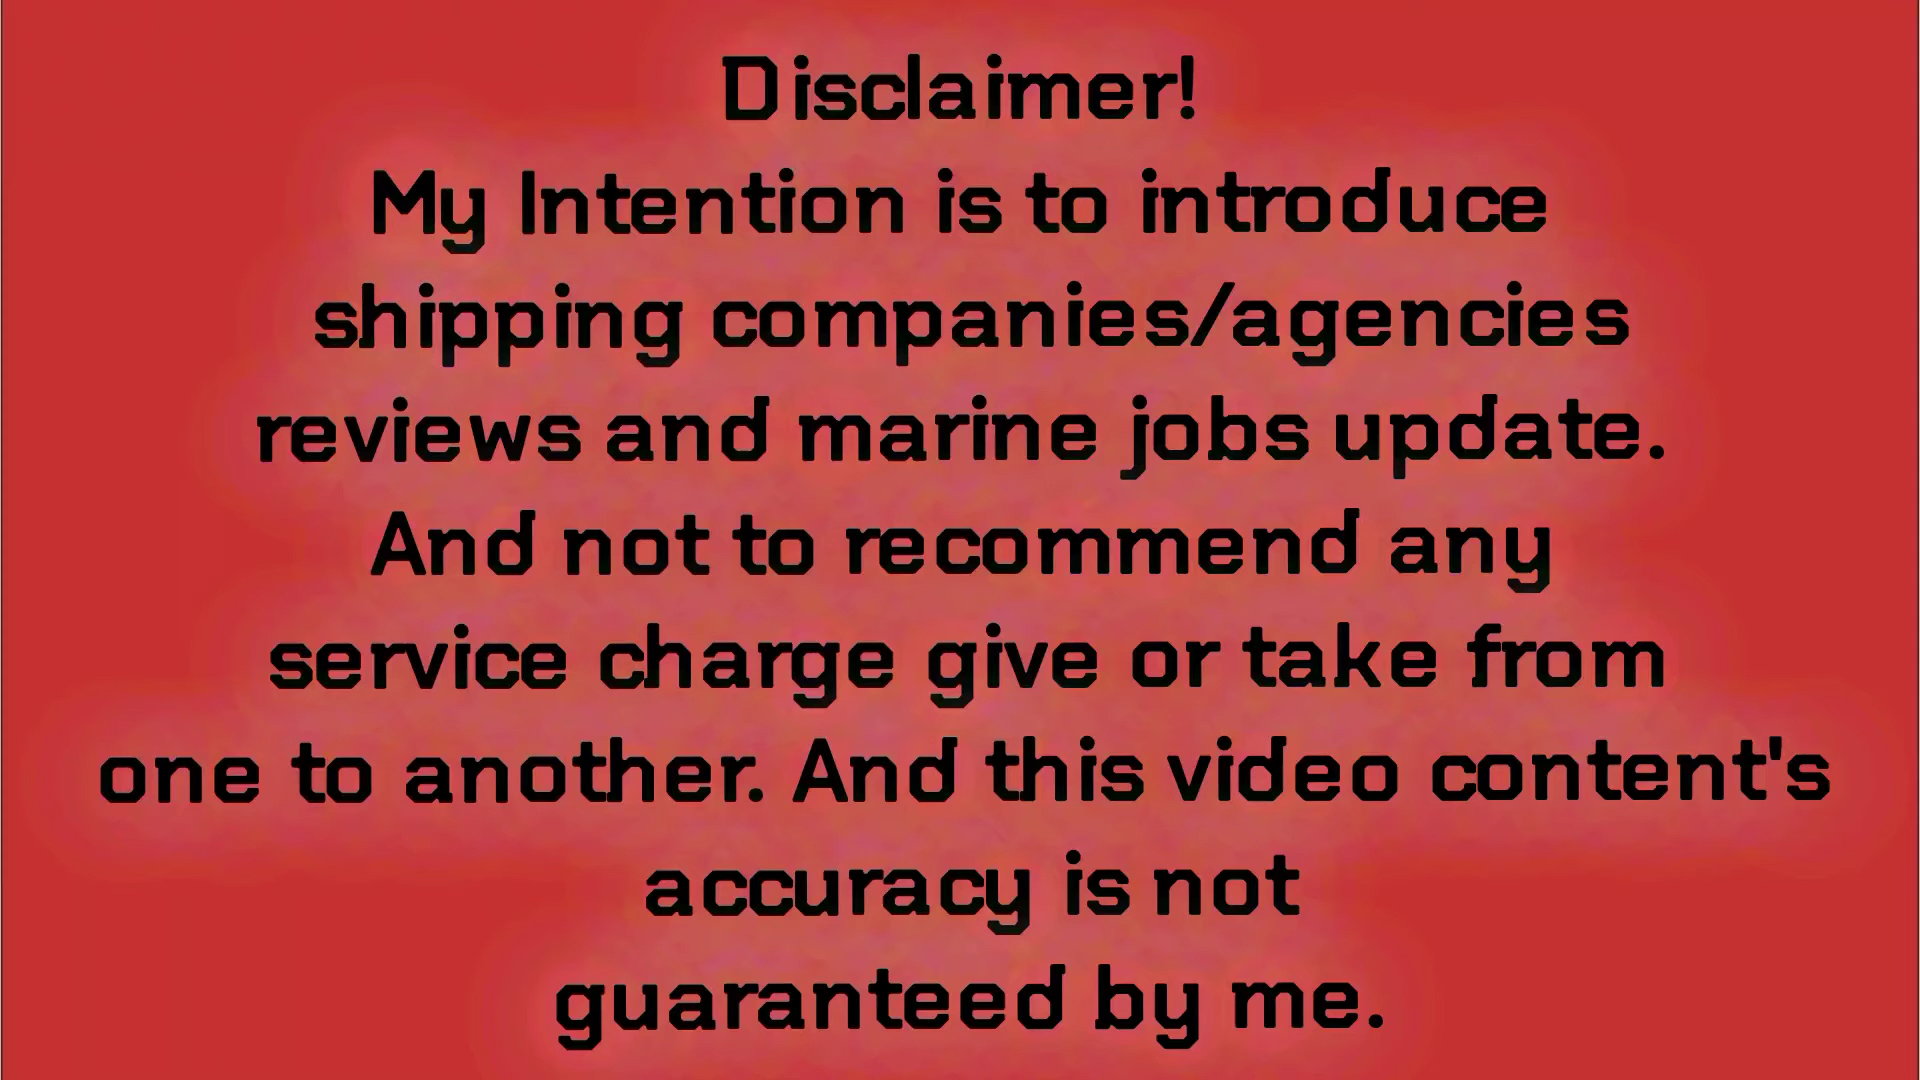 Disclaimer!
My Intention is to introduce
shipping companies/agencies
reviews and marine jobs update.
And not to recommend any
service charge give or take from
one to another. And this video content's
accuracy is not
guaranteed by me.